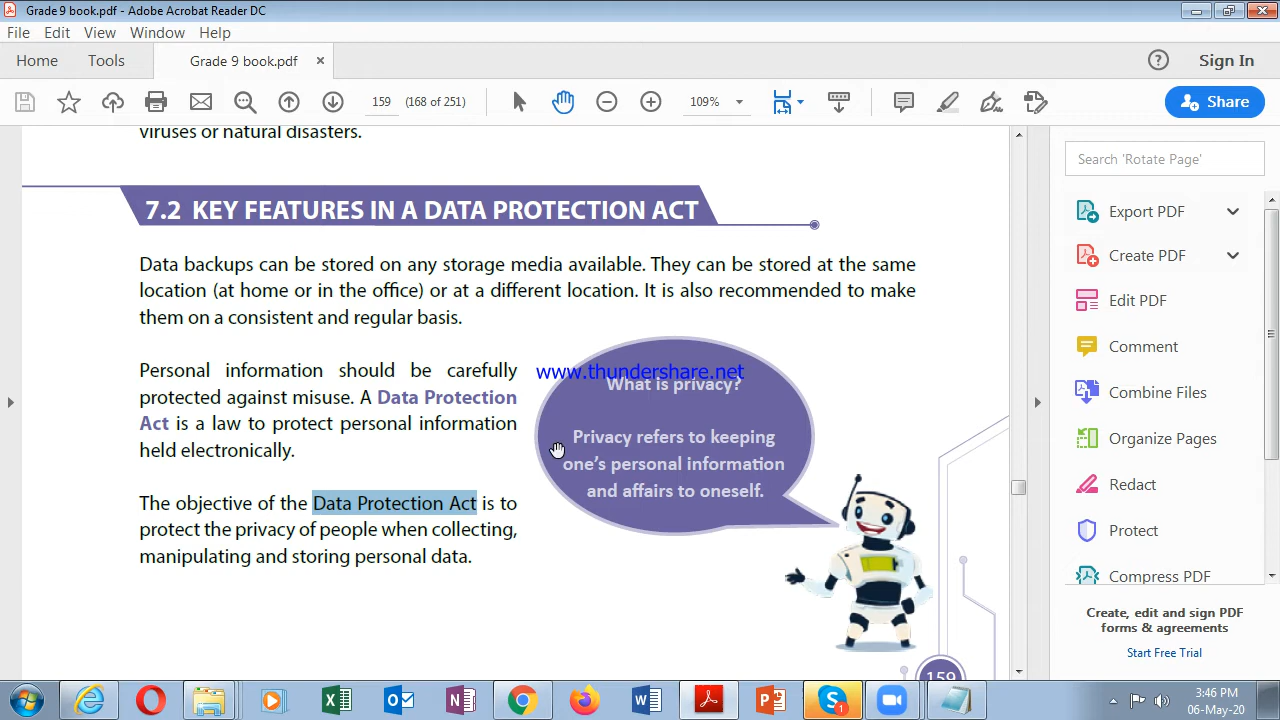 Grade 9 book.pdf - Adobe Acrobat Reader DC
File Edit View Window Help
Home Tools Grade 9 book.pdf × ? Sign In
159 (168 of 251) 109% Share
viruses or natural disasters.
7.2 KEY FEATURES IN A DATA PROTECTION ACT
Data backups can be stored on any storage media available. They can be stored at the same
location (at home or in the office) or at a different location. It is also recommended to make
them on a consistent and regular basis.
Personal information should be carefully
protected against misuse. A Data Protection
Act is a law to protect personal information
held electronically.
The objective of the Data Protection Act is to
protect the privacy of people when collecting,
manipulating and storing personal data.
www.thundershare.net
What is privacy?
Privacy refers to keeping
one's personal information
and affairs to oneself.
159
Search 'Rotate Page'
Export PDF
Create PDF
Edit PDF
Comment
Combine Files
Organize Pages
Redact
Protect
Compress PDF
Create, edit and sign PDF
forms & agreements
Start Free Trial
3:46 PM
06-May-20